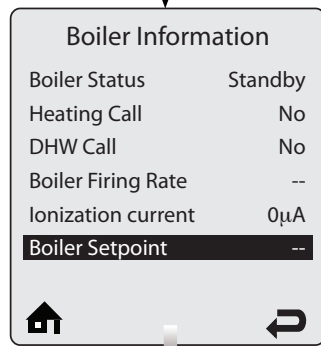 Boiler Information
Boiler Status Standby
Heating Call No
DHW Call No
Boiler Firing Rate --
Ionization current 0μA
Boiler Setpoint --